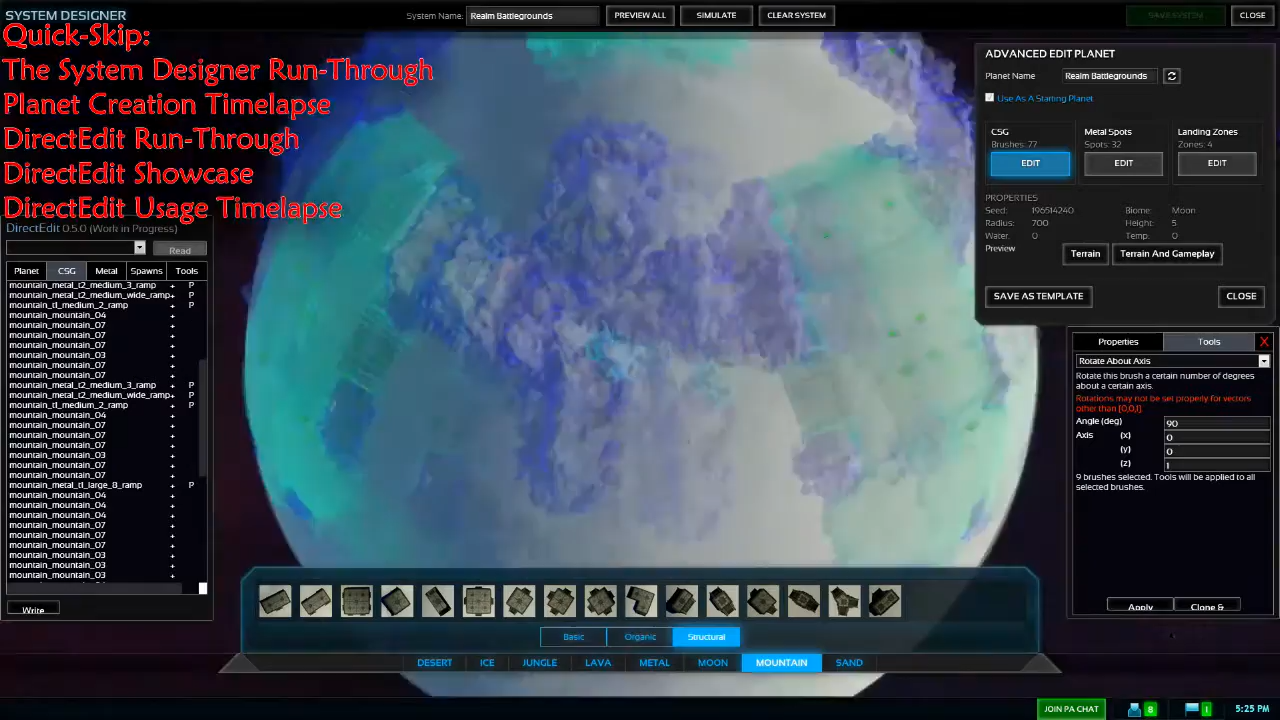 SYSTEM DESIGNER
System Name:
Realm Battlegrounds
PREVIEW ALL
SIMULATE
CLEAR SYSTEM
SAVE SYSTEM
CLOSE
Quick-Skip:
The System Designer Run-Through
Planet Creation Timelapse
DirectEdit Run-Through
DirectEdit Showcase
DirectEdit Usage Timelapse
DirectEdit 0.5.0 (Work in Progress)
Read
Planet CSG Metal Spawns Tools
mountain_metal_t2_medium_3_ramp + P
mountain_metal_t2_medium_wide_ramp + P
mountain_t1_medium_2_ramp + P
mountain_mountain_04 +
mountain_mountain_07 +
mountain_mountain_07 +
mountain_mountain_07 +
mountain_mountain_03 +
mountain_mountain_07 +
mountain_mountain_07 +
mountain_metal_t2_medium_3_ramp + P
mountain_metal_t2_medium_wide_ramp + P
mountain_t1_medium_2_ramp + P
mountain_mountain_04 +
mountain_mountain_07 +
mountain_mountain_07 +
mountain_mountain_07 +
mountain_mountain_03 +
mountain_mountain_07 +
mountain_mountain_07 +
mountain_metal_t1_large_8_ramp + P
mountain_mountain_04 +
mountain_mountain_04 +
mountain_mountain_04 +
mountain_mountain_07 +
mountain_mountain_07 +
mountain_mountain_07 +
mountain_mountain_03 +
mountain_mountain_03 +
Write
ADVANCED EDIT PLANET
Planet Name Realm Battlegrounds
Use As A Starting Planet
CSG Metal Spots Landing Zones
Brushes: 77 Spots: 32 Zones: 4
EDIT EDIT EDIT
PROPERTIES
Seed: 196514240 Biome: Moon
Radius: 700 Height: 5
Water: 0 Temp: 0
Preview Terrain Terrain And Gameplay
SAVE AS TEMPLATE CLOSE
Properties Tools X
Rotate About Axis
Rotate this brush a certain number of degrees
about a certain axis.
Rotations may not be set properly for vectors
other than [0,0,1]
Angle (deg) 90
Axis (x) 0
(y) 0
(z) 1
9 brushes selected. Tools will be applied to all
selected brushes.
Apply Clone &
Basic Organic Structural
DESERT ICE JUNGLE LAVA METAL MOON MOUNTAIN SAND
JOIN PA CHAT 8 1 5:25 PM